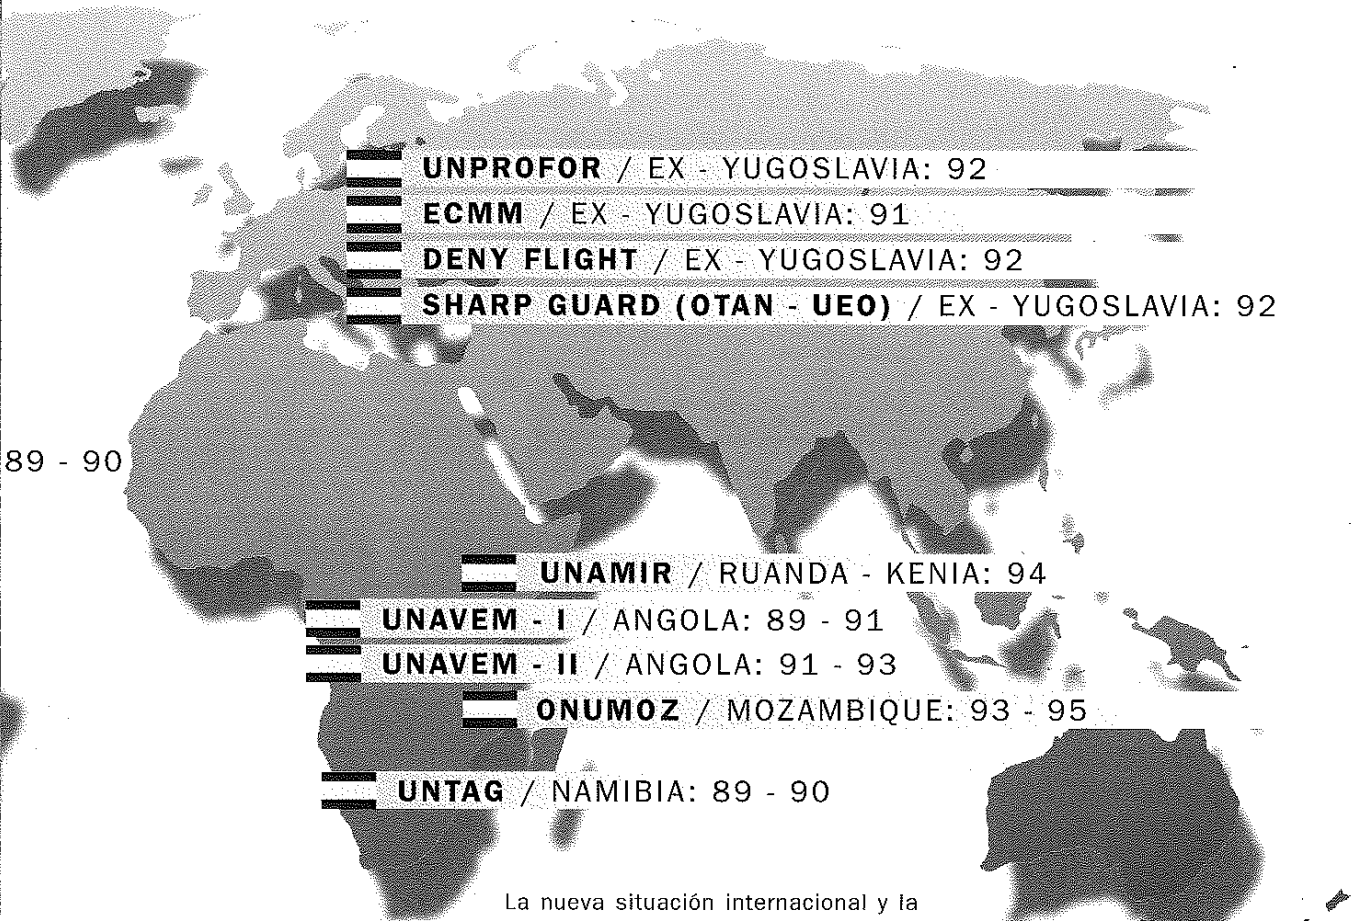 UNPROFOR / EX - YUGOSLAVIA: 92
ECMM / EX - YUGOSLAVIA: 91
DENY FLIGHT / EX - YUGOSLAVIA: 92
SHARP GUARD (OTAN - UEO) / EX - YUGOSLAVIA: 92
89 - 90
UNAMIR / RUANDA - KENIA: 94
UNAVEM - I / ANGOLA: 89 - 91
UNAVEM - II / ANGOLA: 91 - 93
ONUMOZ / MOZAMBIQUE: 93 - 95
UNTAG / NAMIBIA: 89 - 90
La nueva situación internacional y la